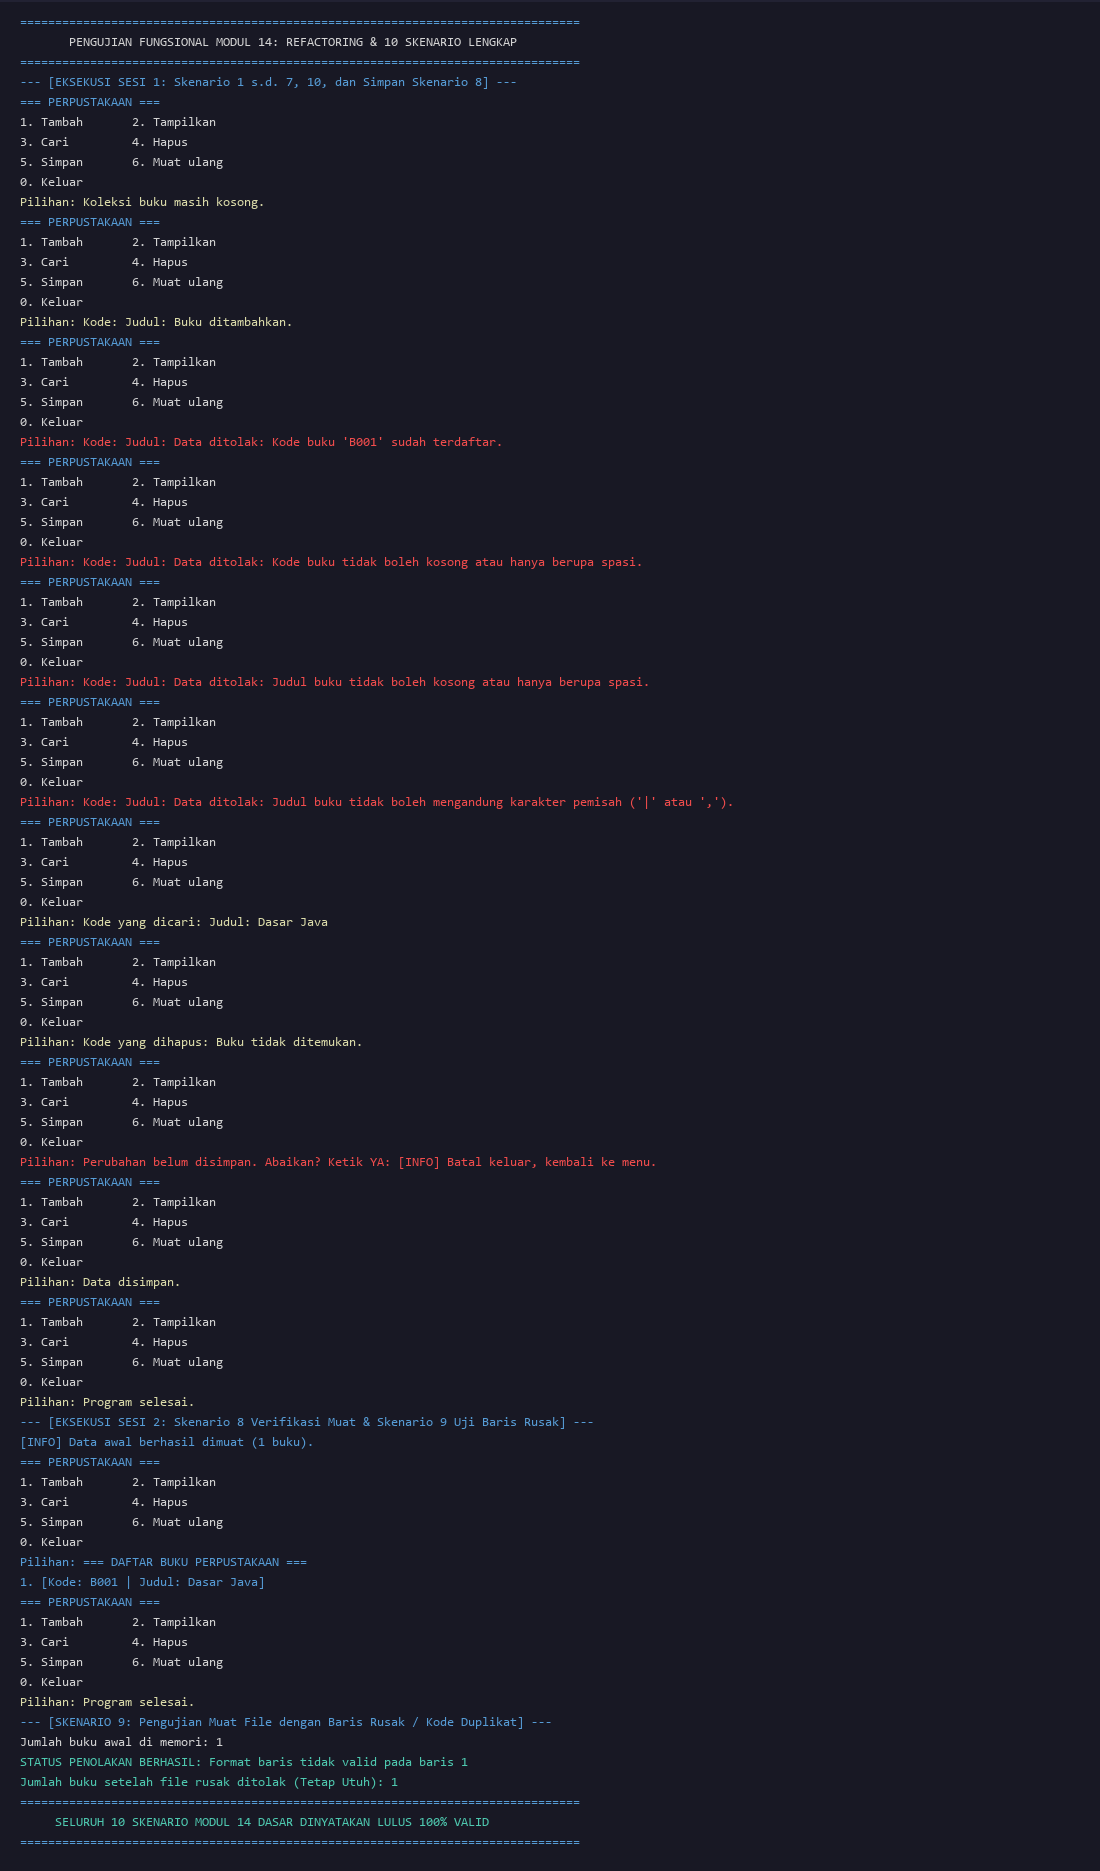 ================================================================================
       PENGUJIAN FUNGSIONAL MODUL 14: REFACTORING & 10 SKENARIO LENGKAP
================================================================================
--- [EKSEKUSI SESI 1: Skenario 1 s.d. 7, 10, dan Simpan Skenario 8] ---
=== PERPUSTAKAAN ===
1. Tambah       2. Tampilkan
3. Cari         4. Hapus
5. Simpan       6. Muat ulang
0. Keluar
Pilihan: Koleksi buku masih kosong.
=== PERPUSTAKAAN ===
1. Tambah       2. Tampilkan
3. Cari         4. Hapus
5. Simpan       6. Muat ulang
0. Keluar
Pilihan: Kode: Judul: Buku ditambahkan.
=== PERPUSTAKAAN ===
1. Tambah       2. Tampilkan
3. Cari         4. Hapus
5. Simpan       6. Muat ulang
0. Keluar
Pilihan: Kode: Judul: Data ditolak: Kode buku 'B001' sudah terdaftar.
=== PERPUSTAKAAN ===
1. Tambah       2. Tampilkan
3. Cari         4. Hapus
5. Simpan       6. Muat ulang
0. Keluar
Pilihan: Kode: Judul: Data ditolak: Kode buku tidak boleh kosong atau hanya berupa spasi.
=== PERPUSTAKAAN ===
1. Tambah       2. Tampilkan
3. Cari         4. Hapus
5. Simpan       6. Muat ulang
0. Keluar
Pilihan: Kode: Judul: Data ditolak: Judul buku tidak boleh kosong atau hanya berupa spasi.
=== PERPUSTAKAAN ===
1. Tambah       2. Tampilkan
3. Cari         4. Hapus
5. Simpan       6. Muat ulang
0. Keluar
Pilihan: Kode: Judul: Data ditolak: Judul buku tidak boleh mengandung karakter pemisah ('|' atau ',').
=== PERPUSTAKAAN ===
1. Tambah       2. Tampilkan
3. Cari         4. Hapus
5. Simpan       6. Muat ulang
0. Keluar
Pilihan: Kode yang dicari: Judul: Dasar Java
=== PERPUSTAKAAN ===
1. Tambah       2. Tampilkan
3. Cari         4. Hapus
5. Simpan       6. Muat ulang
0. Keluar
Pilihan: Kode yang dihapus: Buku tidak ditemukan.
=== PERPUSTAKAAN ===
1. Tambah       2. Tampilkan
3. Cari         4. Hapus
5. Simpan       6. Muat ulang
0. Keluar
Pilihan: Perubahan belum disimpan. Abaikan? Ketik YA: [INFO] Batal keluar, kembali ke menu.
=== PERPUSTAKAAN ===
1. Tambah       2. Tampilkan
3. Cari         4. Hapus
5. Simpan       6. Muat ulang
0. Keluar
Pilihan: Data disimpan.
=== PERPUSTAKAAN ===
1. Tambah       2. Tampilkan
3. Cari         4. Hapus
5. Simpan       6. Muat ulang
0. Keluar
Pilihan: Program selesai.
--- [EKSEKUSI SESI 2: Skenario 8 Verifikasi Muat & Skenario 9 Uji Baris Rusak] ---
[INFO] Data awal berhasil dimuat (1 buku).
=== PERPUSTAKAAN ===
1. Tambah       2. Tampilkan
3. Cari         4. Hapus
5. Simpan       6. Muat ulang
0. Keluar
Pilihan: === DAFTAR BUKU PERPUSTAKAAN ===
1. [Kode: B001 | Judul: Dasar Java]
=== PERPUSTAKAAN ===
1. Tambah       2. Tampilkan
3. Cari         4. Hapus
5. Simpan       6. Muat ulang
0. Keluar
Pilihan: Program selesai.
--- [SKENARIO 9: Pengujian Muat File dengan Baris Rusak / Kode Duplikat] ---
Jumlah buku awal di memori: 1
STATUS PENOLAKAN BERHASIL: Format baris tidak valid pada baris 1
Jumlah buku setelah file rusak ditolak (Tetap Utuh): 1
================================================================================
     SELURUH 10 SKENARIO MODUL 14 DASAR DINYATAKAN LULUS 100% VALID
================================================================================